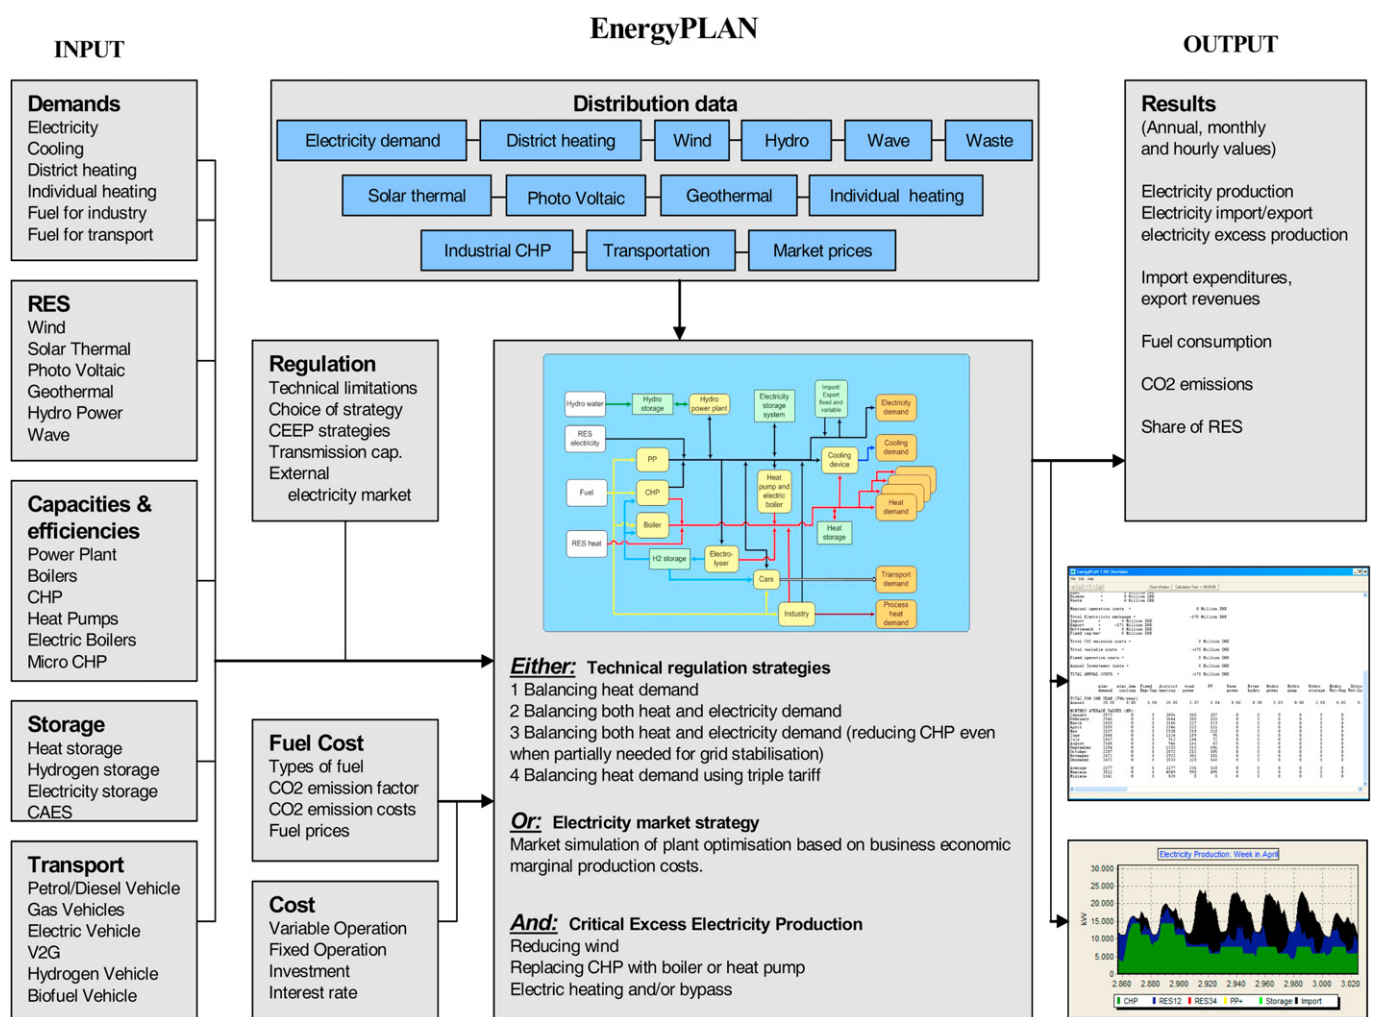 EnergyPLAN
INPUT
OUTPUT
Demands
Electricity
Cooling
District heating
Individual heating
Fuel for industry
Fuel for transport
RES
Wind
Solar Thermal
Photo Voltaic
Geothermal
Hydro Power
Wave
Capacities &
efficiencies
Power Plant
Boilers
CHP
Heat Pumps
Electric Boilers
Micro CHP
Storage
Heat storage
Hydrogen storage
Electricity storage
CAES
Transport
Petrol/Diesel Vehicle
Gas Vehicles
Electric Vehicle
V2G
Hydrogen Vehicle
Biofuel Vehicle
Distribution data
Electricity demand
District heating
Wind
Hydro
Wave
Waste
Solar thermal
Photo Voltaic
Geothermal
Individual heating
Industrial CHP
Transportation
Market prices
Regulation
Technical limitations
Choice of strategy
CEEP strategies
Transmission cap.
External
electricity market
Fuel Cost
Types of fuel
CO2 emission factor
CO2 emission costs
Fuel prices
Cost
Variable Operation
Fixed Operation
Investment
Interest rate
Hydro water
Hydro
storage
Hydro
power plant
Electricity
storage
system
Import/
Export
fixed and
variable
Electricity
demand
RES
electricity
PP
Cooling
device
Cooling
demand
Fuel
CHP
Heat
pump and
electric
boiler
Heat
demand
Boiler
Heat
storage
RES heat
H2 storage
Electro-
lyser
Cars
Transport
demand
Industry
Process
heat
demand
Either: Technical regulation strategies
1 Balancing heat demand
2 Balancing both heat and electricity demand
3 Balancing both heat and electricity demand (reducing CHP even
when partially needed for grid stabilisation)
4 Balancing heat demand using triple tariff
Or: Electricity market strategy
Market simulation of plant optimisation based on business economic
marginal production costs.
And: Critical Excess Electricity Production
Reducing wind
Replacing CHP with boiler or heat pump
Electric heating and/or bypass
Results
(Annual, monthly
and hourly values)
Electricity production
Electricity import/export
electricity excess production
Import expenditures,
export revenues
Fuel consumption
CO2 emissions
Share of RES
Electricity Production: Week in April
kW
30.000
25.000
20.000
15.000
10.000
5.000
0
2.860 2.880 2.900 2.920 2.940 2.960 2.980 3.000 3.020
CHP RES12 RES34 PP+ Storage Import